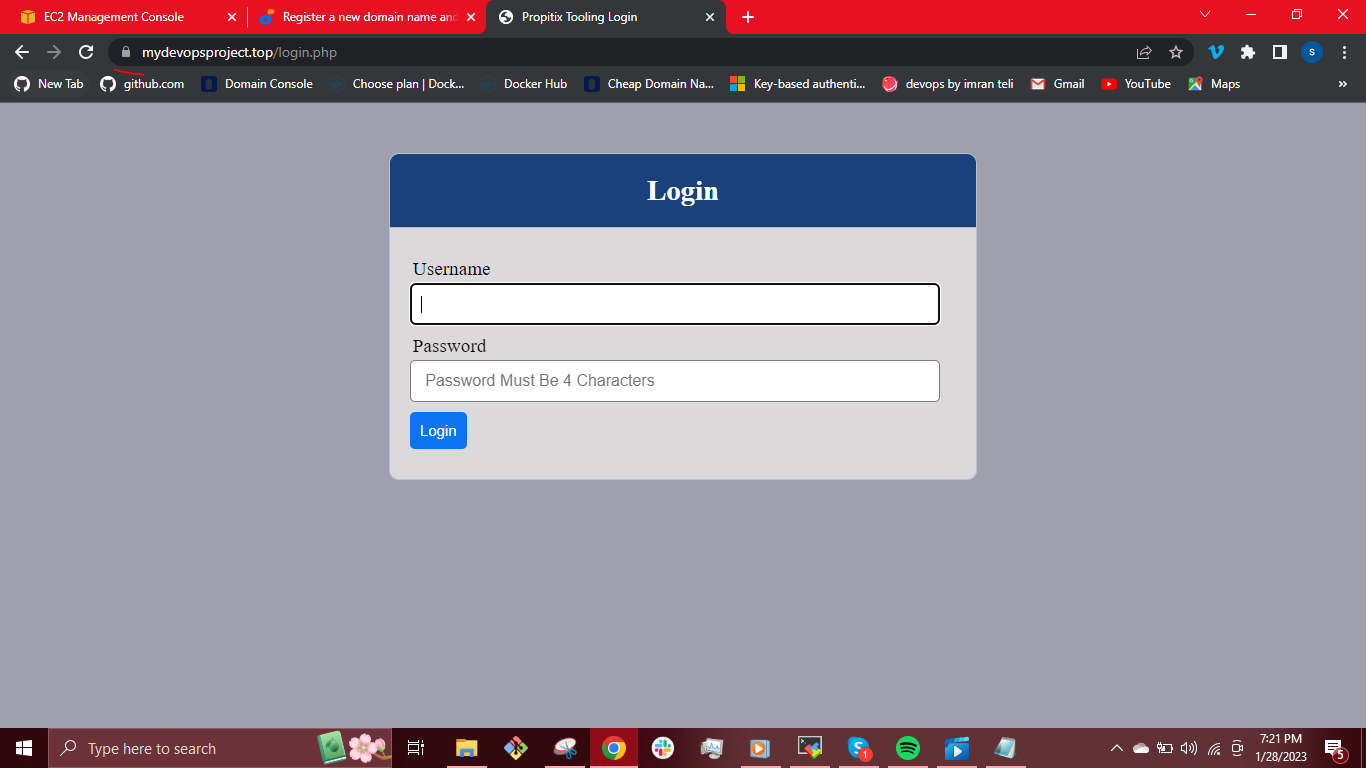 EC2 Management Console
Register a new domain name and
Propitix Tooling Login
mydevopsproject.top/login.php
s
New Tab
github.com
Domain Console
Choose plan | Dock...
Docker Hub
Cheap Domain Na...
Key-based authenti...
devops by imran teli
Gmail
YouTube
Maps
»
Login
Username
Password
Password Must Be 4 Characters
Login
Type here to search
1
7:21 PM
1/28/2023
5